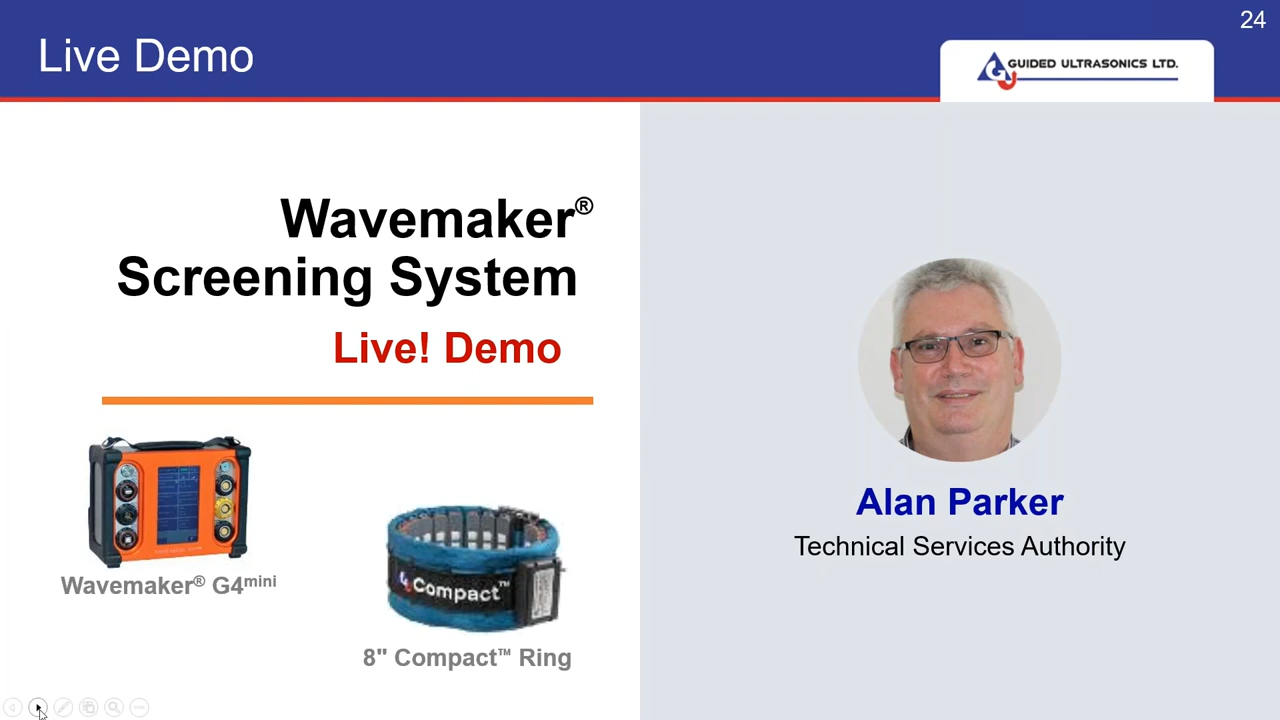 24
Live Demo
GUIDED ULTRASONICS LTD.
Wavemaker®
Screening System
Live! Demo
Wavemaker® G4mini
Compact™
8" Compact™ Ring
Alan Parker
Technical Services Authority